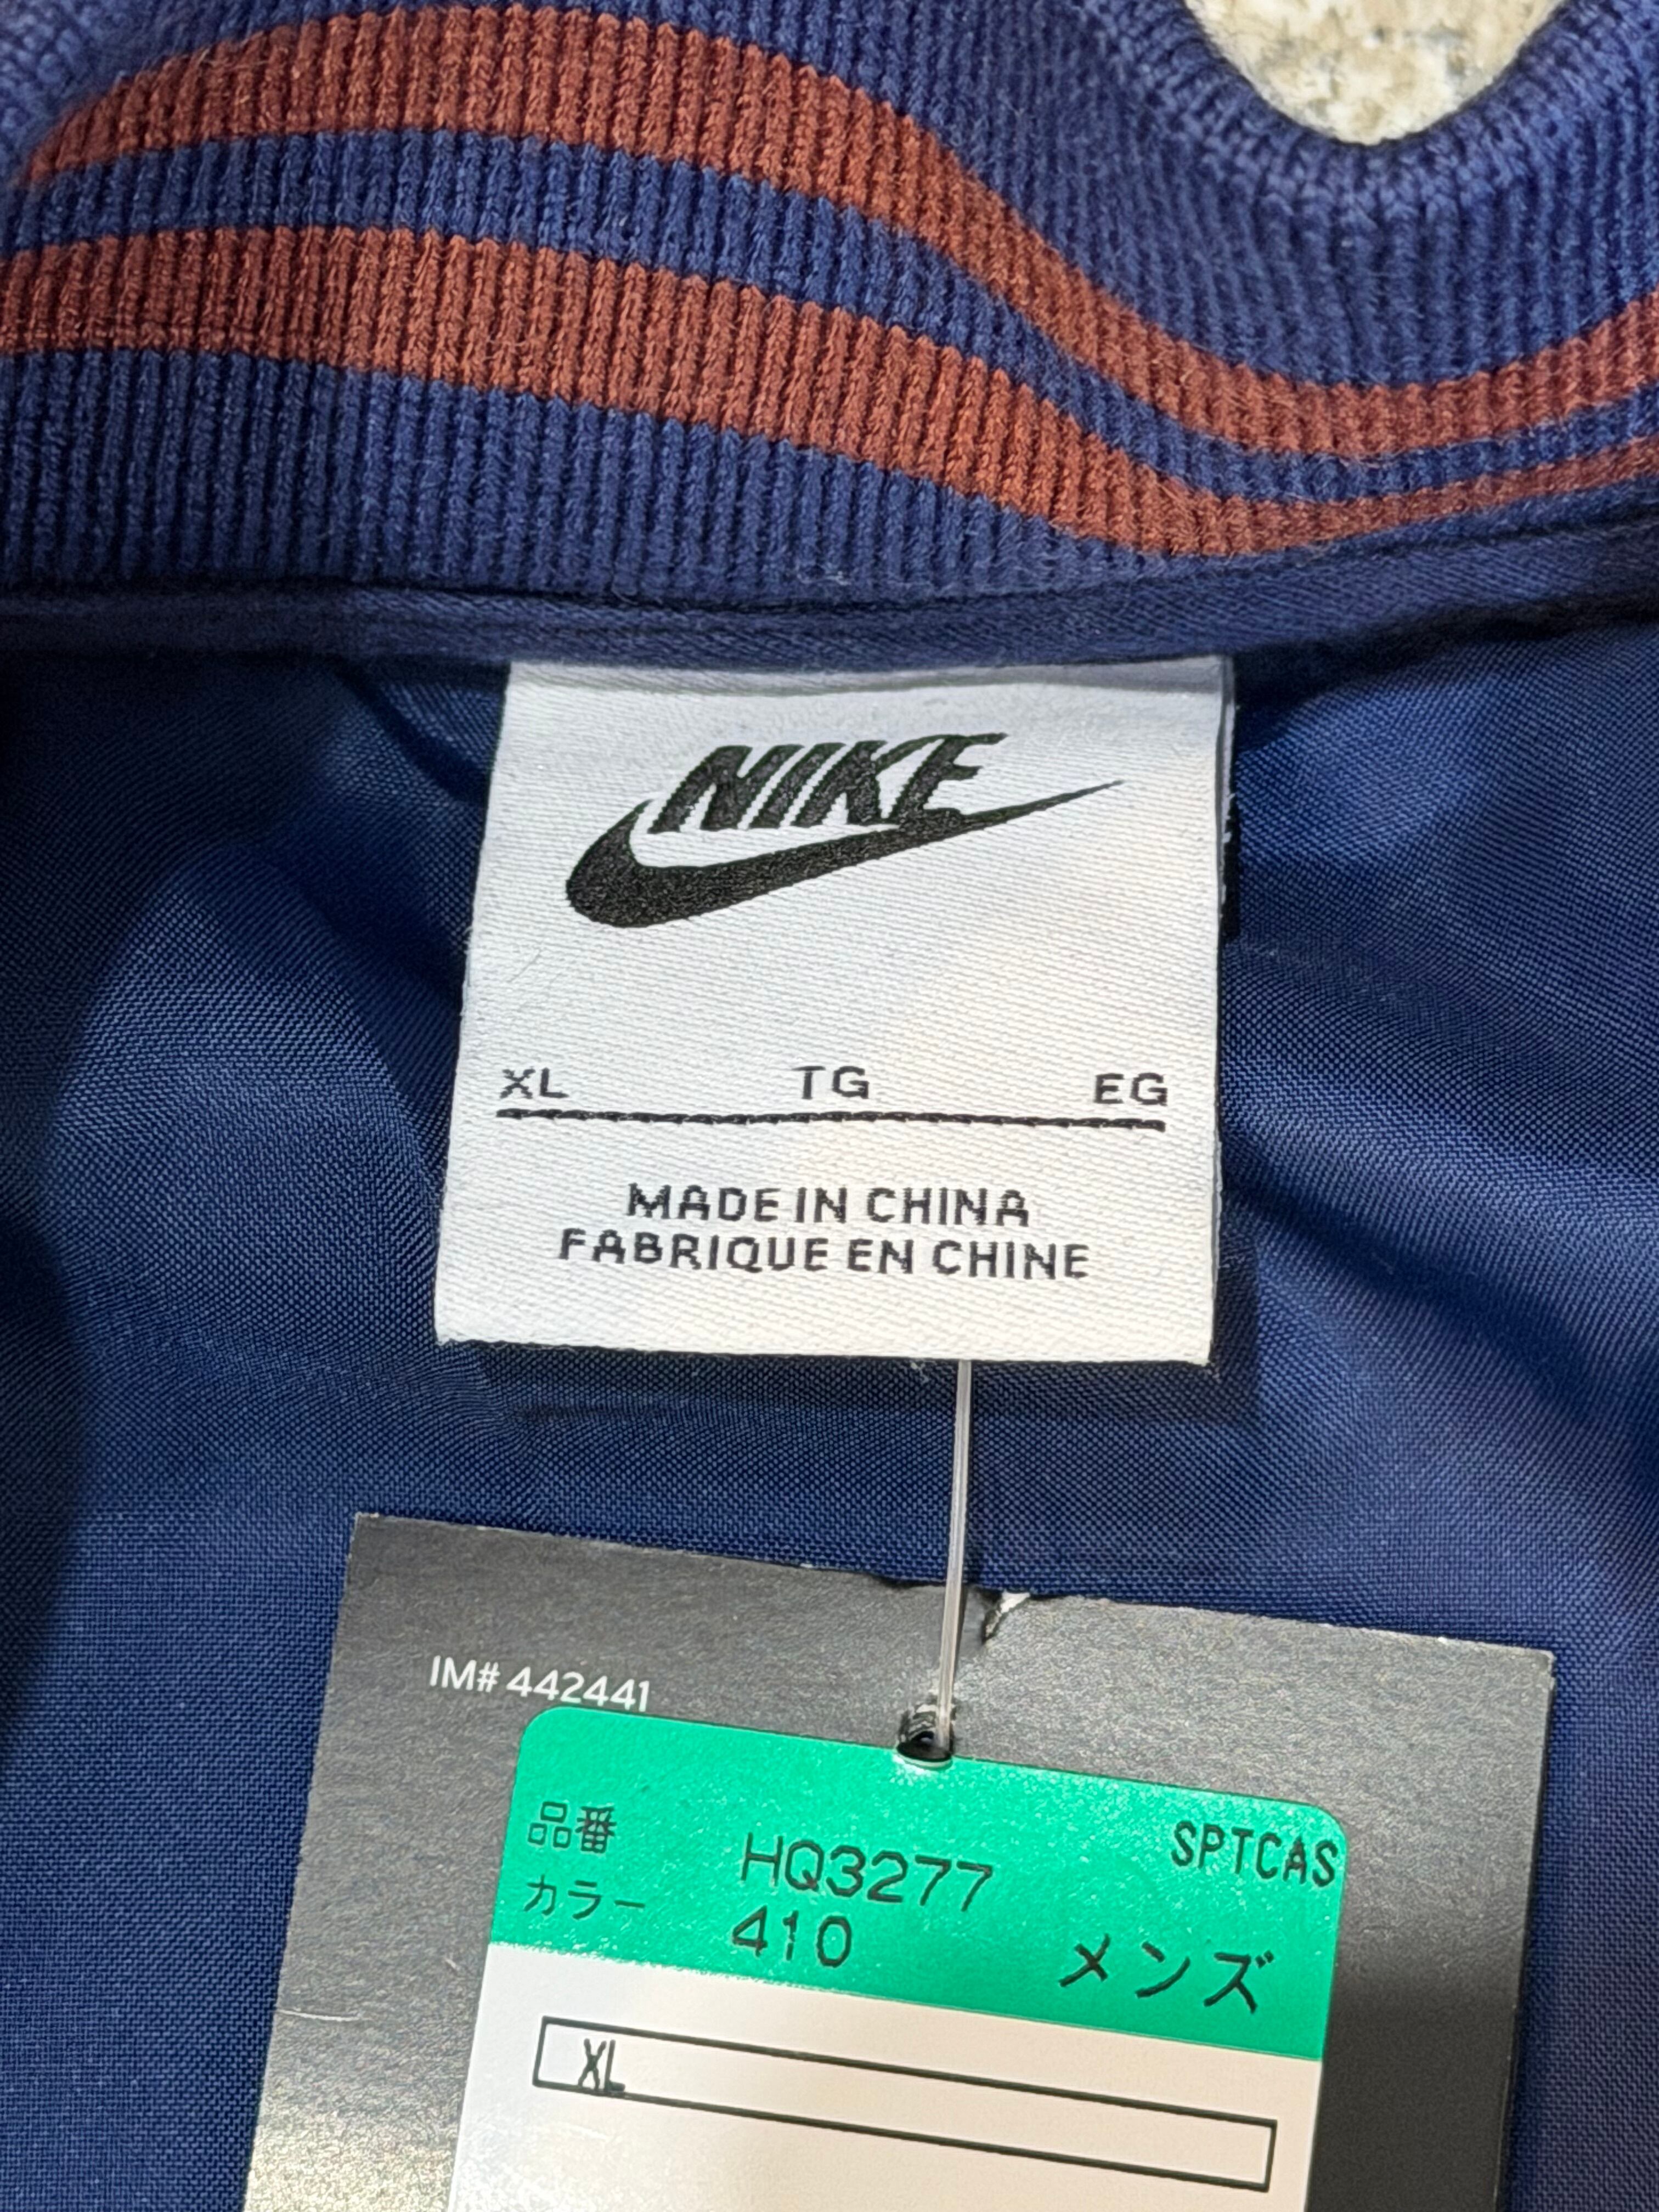 NIKE
XL TG EG
MADE IN CHINA
FABRIQUE EN CHINE
IM# 442441
品番 HQ3277 SPTCAS
カラー 410 メンズ
XL